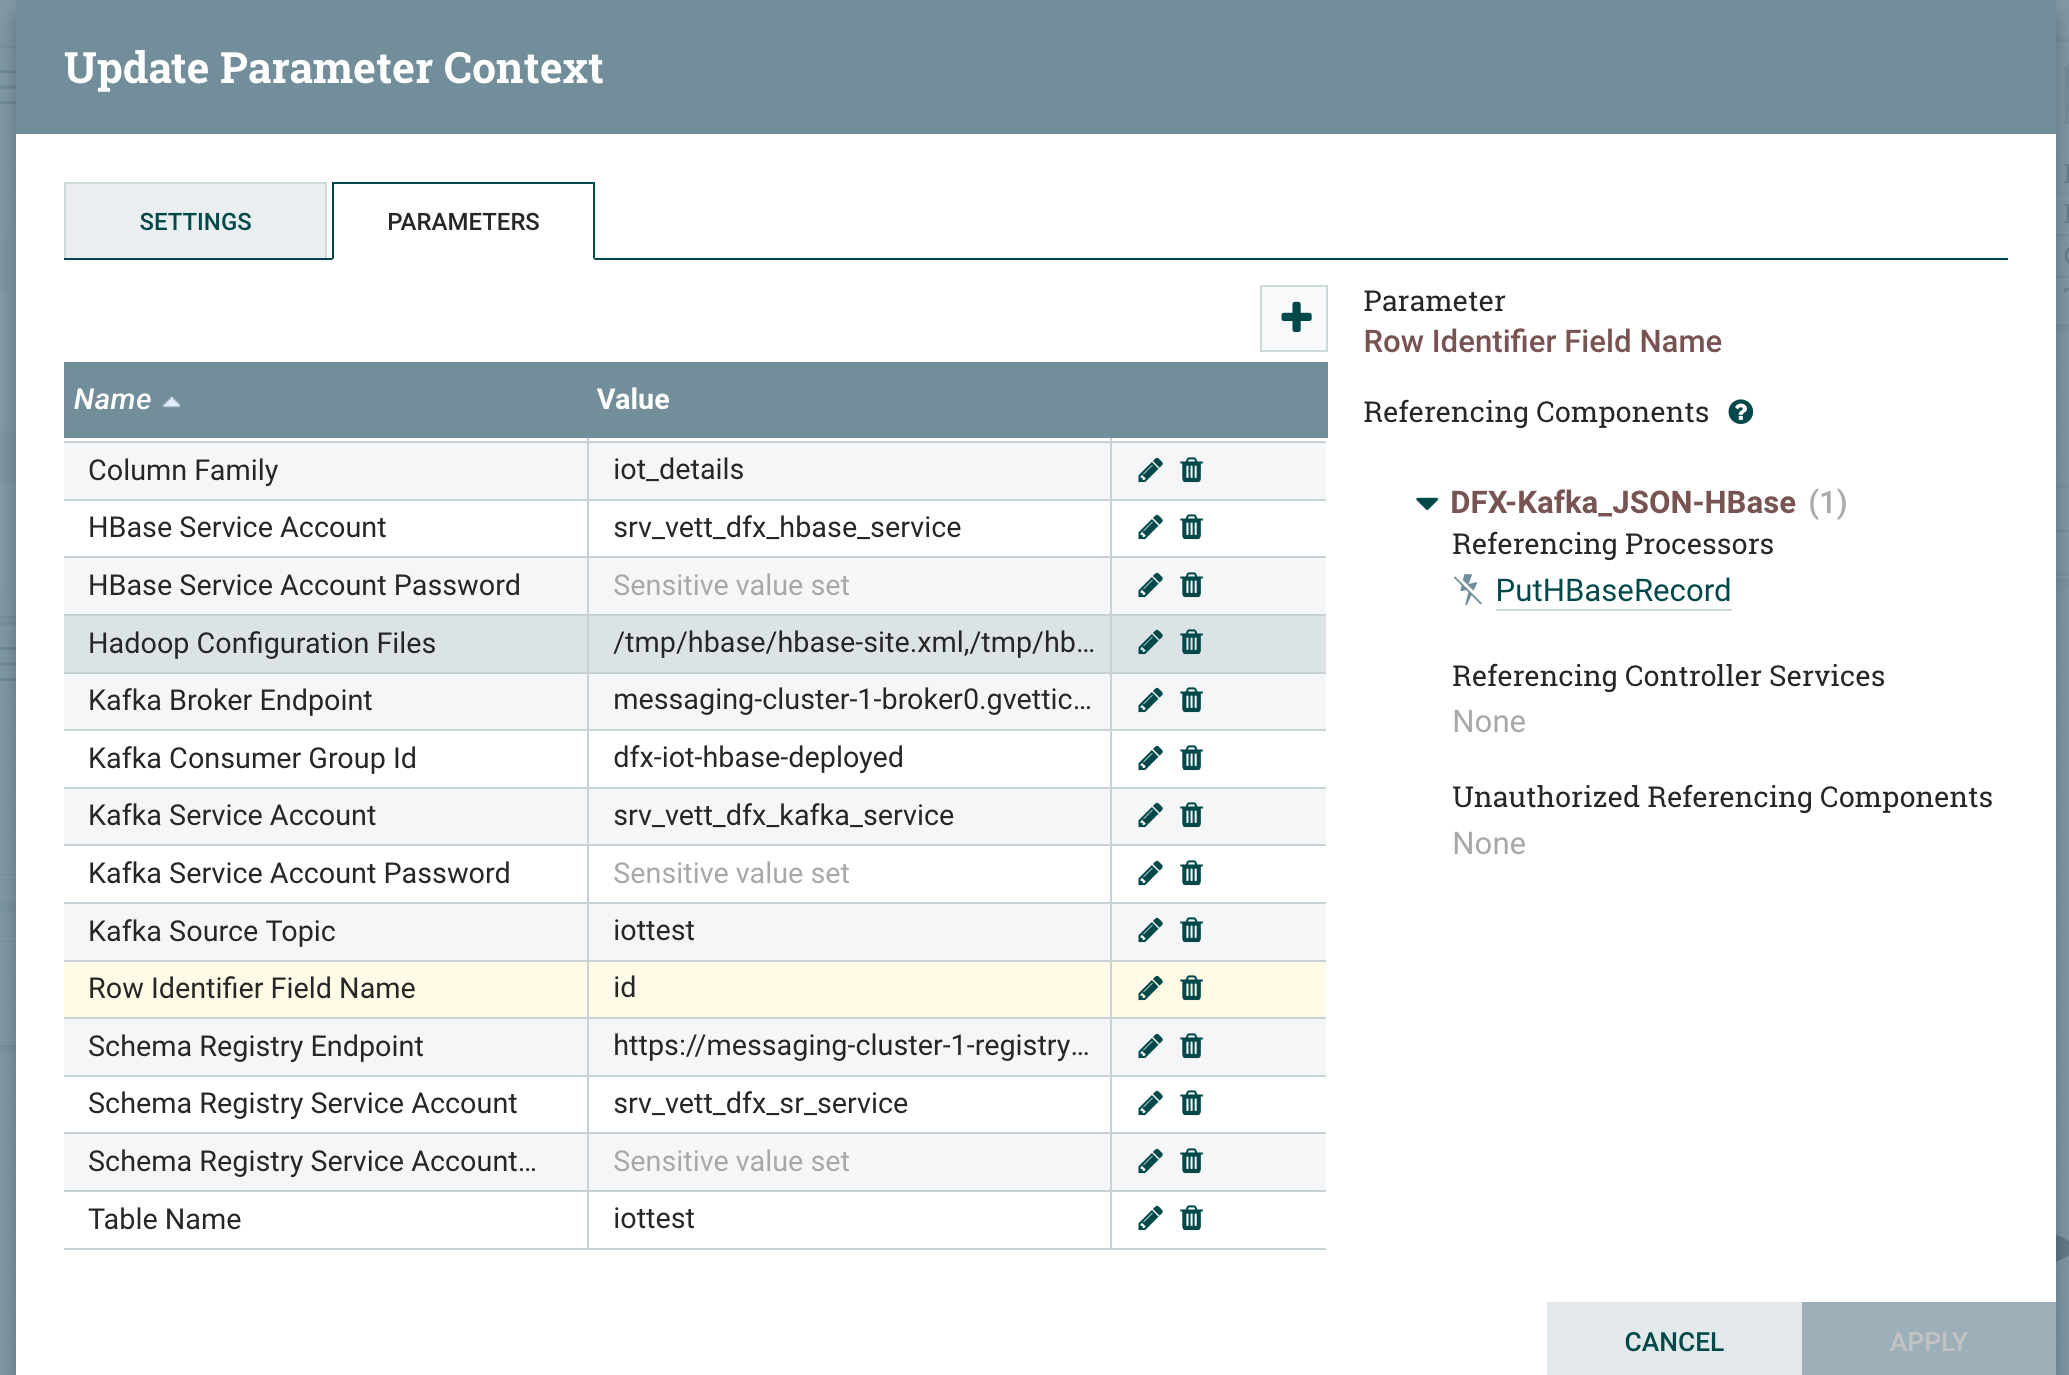 Update Parameter Context
SETTINGS
PARAMETERS
Name
Value
Column Family
iot_details
HBase Service Account
srv_vett_dfx_hbase_service
HBase Service Account Password
Sensitive value set
Hadoop Configuration Files
/tmp/hbase/hbase-site.xml,/tmp/hb...
Kafka Broker Endpoint
messaging-cluster-1-broker0.gvettic...
Kafka Consumer Group Id
dfx-iot-hbase-deployed
Kafka Service Account
srv_vett_dfx_kafka_service
Kafka Service Account Password
Sensitive value set
Kafka Source Topic
iottest
Row Identifier Field Name
id
Schema Registry Endpoint
https://messaging-cluster-1-registry...
Schema Registry Service Account
srv_vett_dfx_sr_service
Schema Registry Service Account...
Sensitive value set
Table Name
iottest
Parameter
Row Identifier Field Name
Referencing Components
DFX-Kafka_JSON-HBase (1)
Referencing Processors
PutHBaseRecord
Referencing Controller Services
None
Unauthorized Referencing Components
None
CANCEL
APPLY